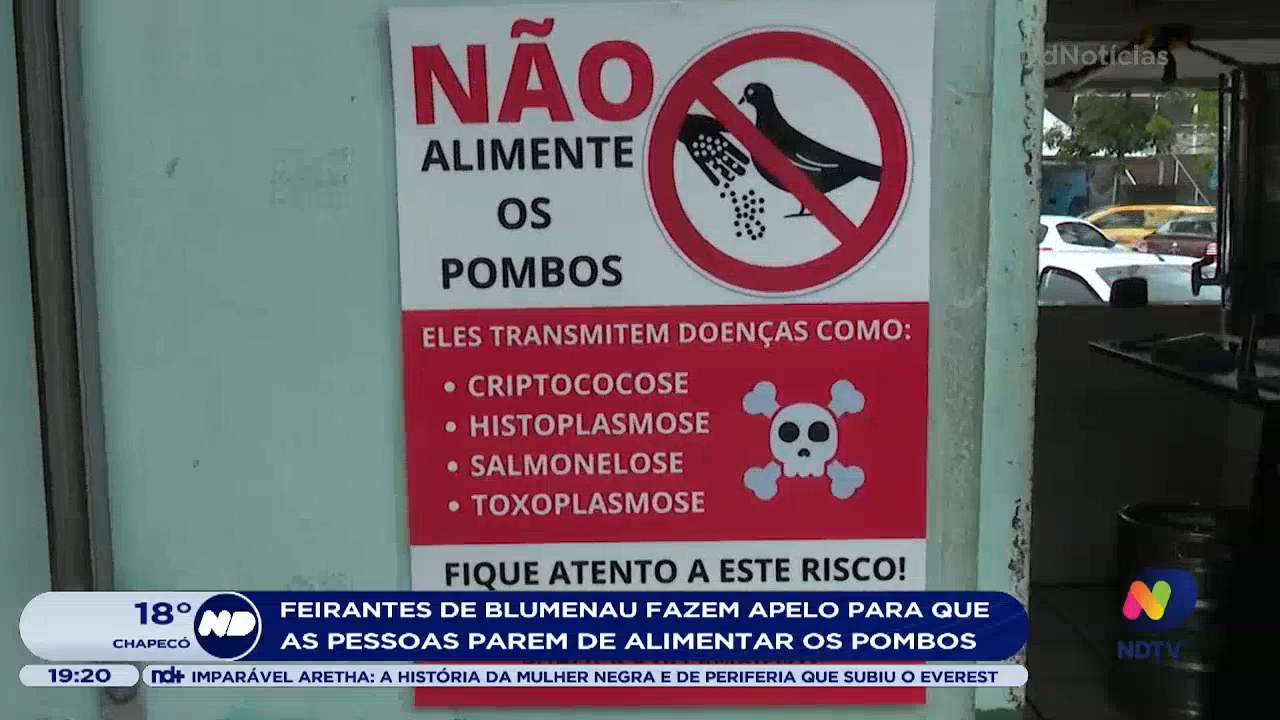 NÃO
ALIMENTE
OS
POMBOS
ELES TRANSMITEM DOENÇAS COMO:
• CRIPTOCOCOSE
• HISTOPLASMOSE
• SALMONELOSE
• TOXOPLASMOSE
FIQUE ATENTO A ESTE RISCO!
dNotícias
18º
CHAPECÓ
ND
FEIRANTES DE BLUMENAU FAZEM APELO PARA QUE
AS PESSOAS PAREM DE ALIMENTAR OS POMBOS
NDTV
19:20
nd+ IMPARÁVEL ARETHA: A HISTÓRIA DA MULHER NEGRA E DE PERIFERIA QUE SUBIU O EVEREST